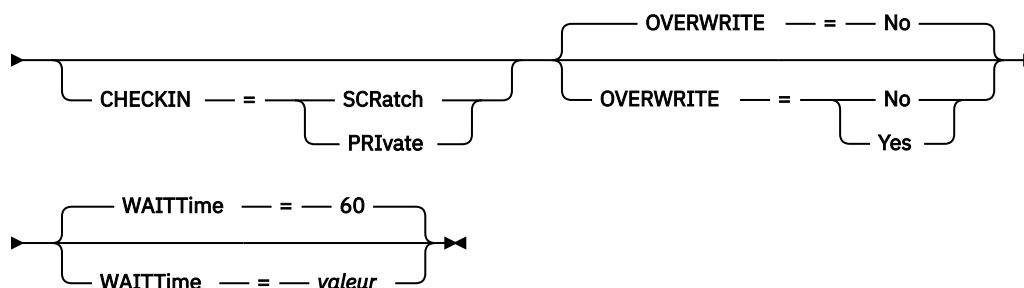 OVERWRITE = No
CHECKIN = SCRatch
PRIvate
OVERWRITE = No
Yes
WAITTime = 60
WAITTime = valeur